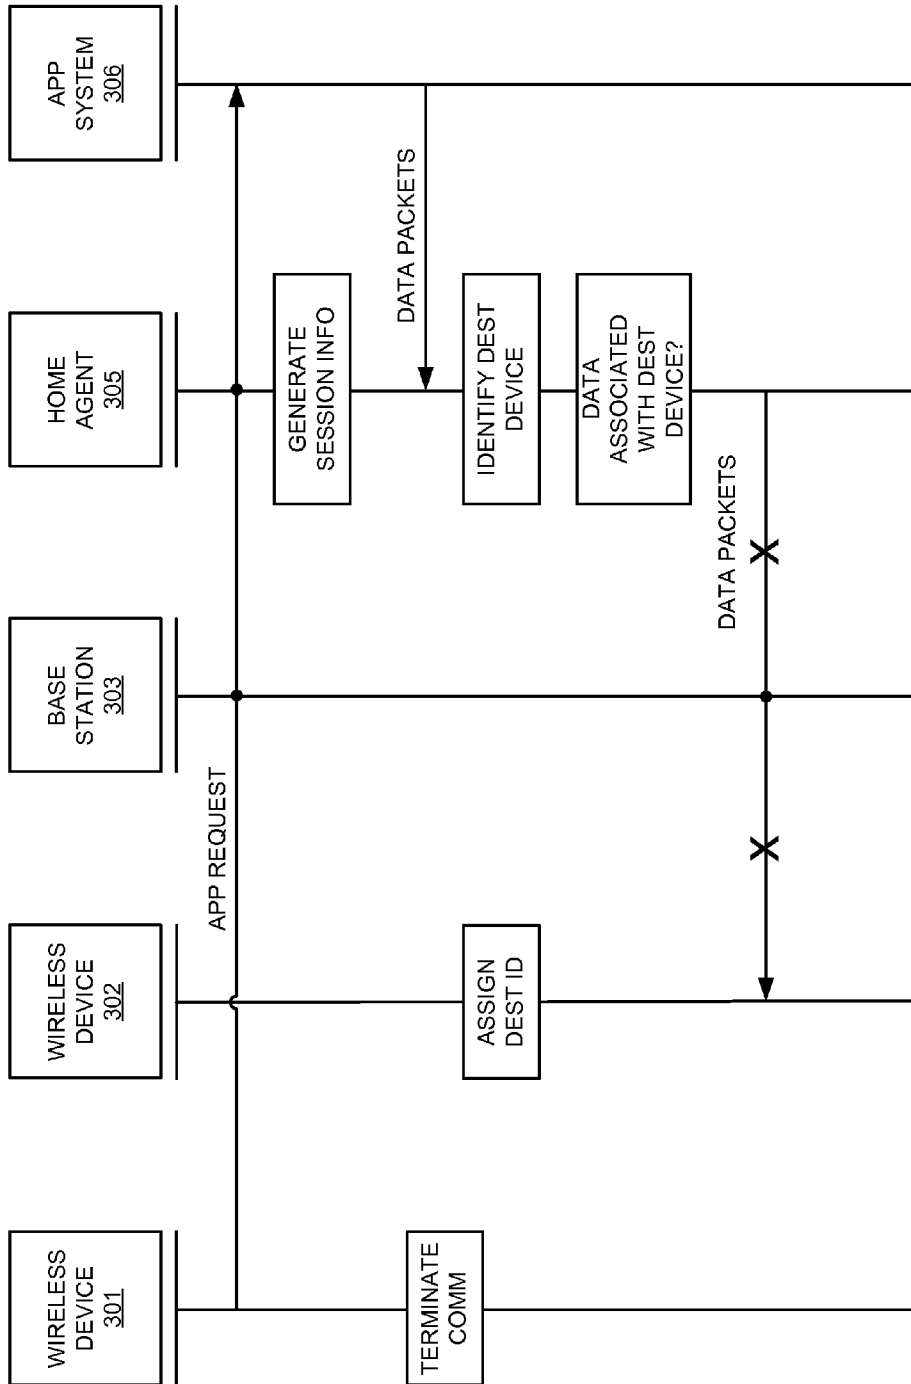 WIRELESS
DEVICE
301
WIRELESS
DEVICE
302
BASE
STATION
303
HOME
AGENT
305
APP
SYSTEM
306
APP REQUEST
GENERATE
SESSION INFO
TERMINATE
COMM
DATA PACKETS
ASSIGN
DEST ID
IDENTIFY DEST
DEVICE
DATA
ASSOCIATED
WITH DEST
DEVICE?
DATA PACKETS
X
X